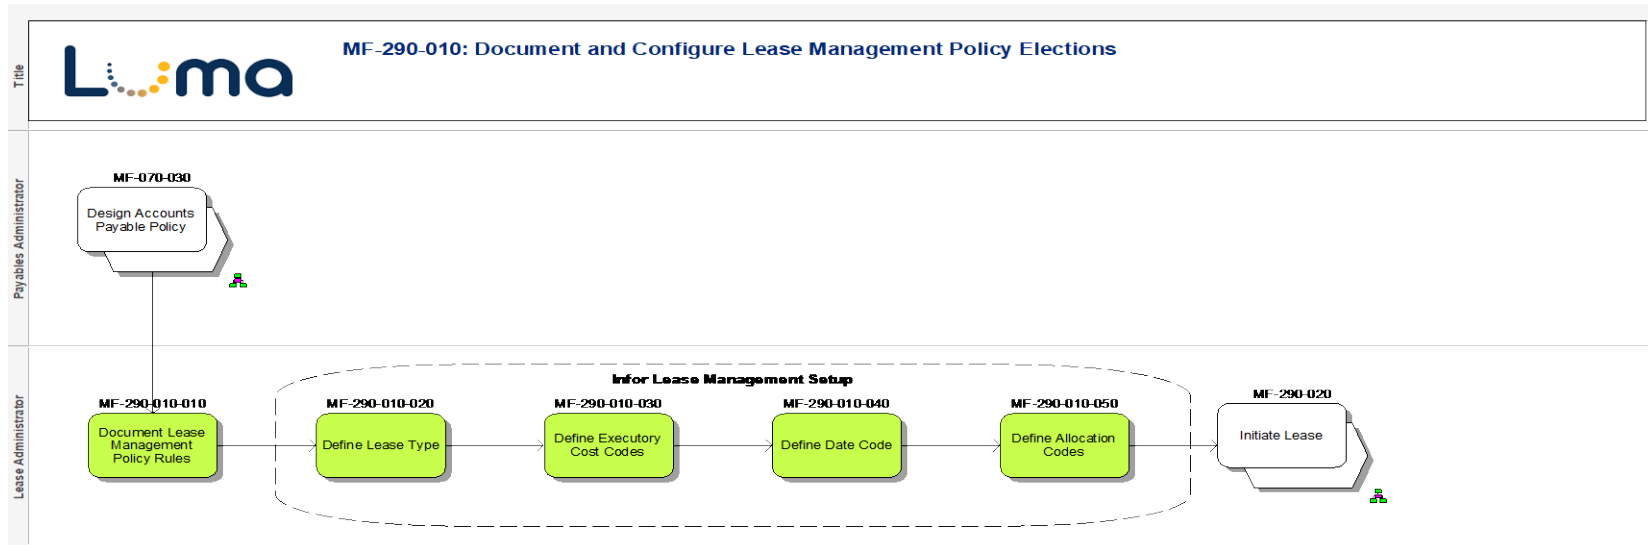 Title
Luma
MF-290-010: Document and Configure Lease Management Policy Elections
Payables Administrator
MF-070-030
Design Accounts
Payable Policy
Lease Administrator
Infor Lease Management Setup
MF-290-010-010
Document Lease
Management
Policy Rules
MF-290-010-020
Define Lease Type
MF-290-010-030
Define Executory
Cost Codes
MF-290-010-040
Define Date Code
MF-290-010-050
Define Allocation
Codes
MF-290-020
Initiate Lease